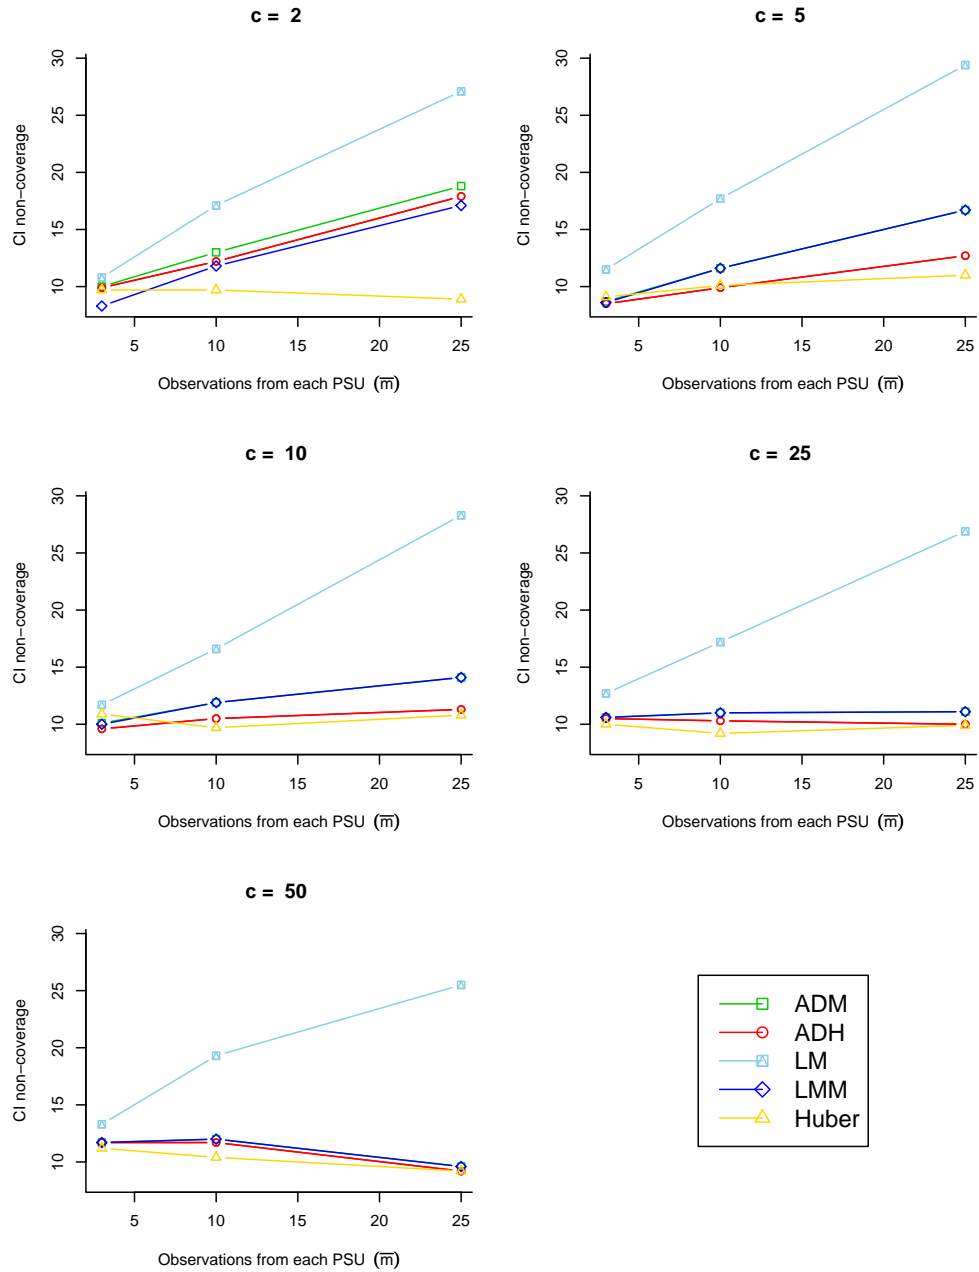 c = 2
30
25
20
15
10
CI non−coverage
5 10 15 20 25
Observations from each PSU (m̅)
c = 5
30
25
20
15
10
CI non−coverage
5 10 15 20 25
Observations from each PSU (m̅)
c = 10
30
25
20
15
10
CI non−coverage
5 10 15 20 25
Observations from each PSU (m̅)
c = 25
30
25
20
15
10
CI non−coverage
5 10 15 20 25
Observations from each PSU (m̅)
c = 50
30
25
20
15
10
CI non−coverage
5 10 15 20 25
Observations from each PSU (m̅)
ADM
ADH
LM
LMM
Huber